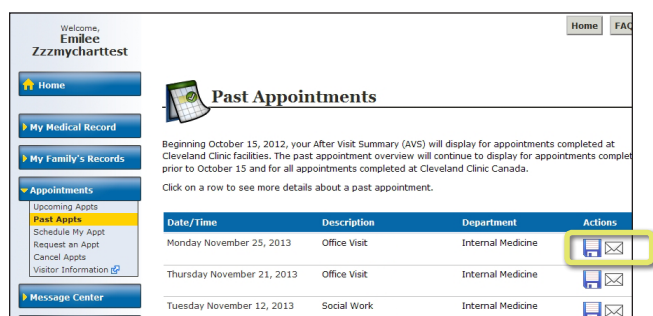 Welcome,
Emilee
Zzzmycharttest
Home
My Medical Record
My Family's Records
Appointments
Upcoming Appts
Past Appts
Schedule My Appt
Request an Appt
Cancel Appts
Visitor Information
Message Center
Home FAQ
Past Appointments
Beginning October 15, 2012, your After Visit Summary (AVS) will display for appointments completed at
Cleveland Clinic facilities. The past appointment overview will continue to display for appointments complet
prior to October 15 and for all appointments completed at Cleveland Clinic Canada.
Click on a row to see more details about a past appointment.
Date/Time Description Department Actions
Monday November 25, 2013 Office Visit Internal Medicine
Thursday November 21, 2013 Office Visit Internal Medicine
Tuesday November 12, 2013 Social Work Internal Medicine